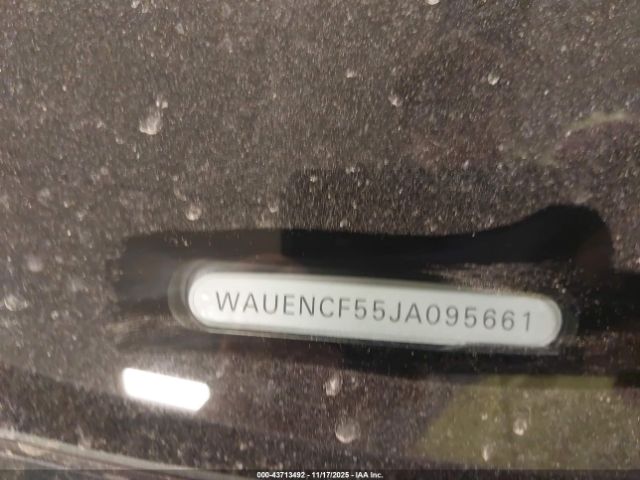 WAUENCF55JA095661
000-43713492 - 11/17/2025 - IAA Inc.